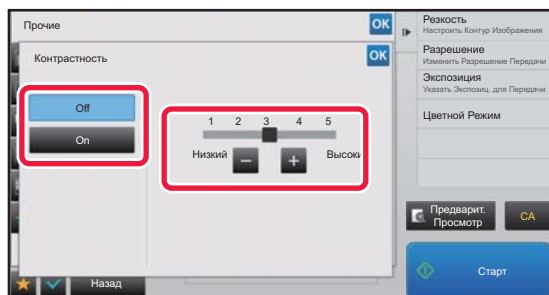 Прочие
OK
Контрастность
OK
Off
On
1 2 3 4 5
Низкий
Высоки
Назад
Резкость
Настроить Контур Изображения
Разрешение
Изменить Разрешение Передачи
Экспозиция
Указать Экспозиц. для Передачи
Цветной Режим
Предварит.
Просмотр
CA
Старт